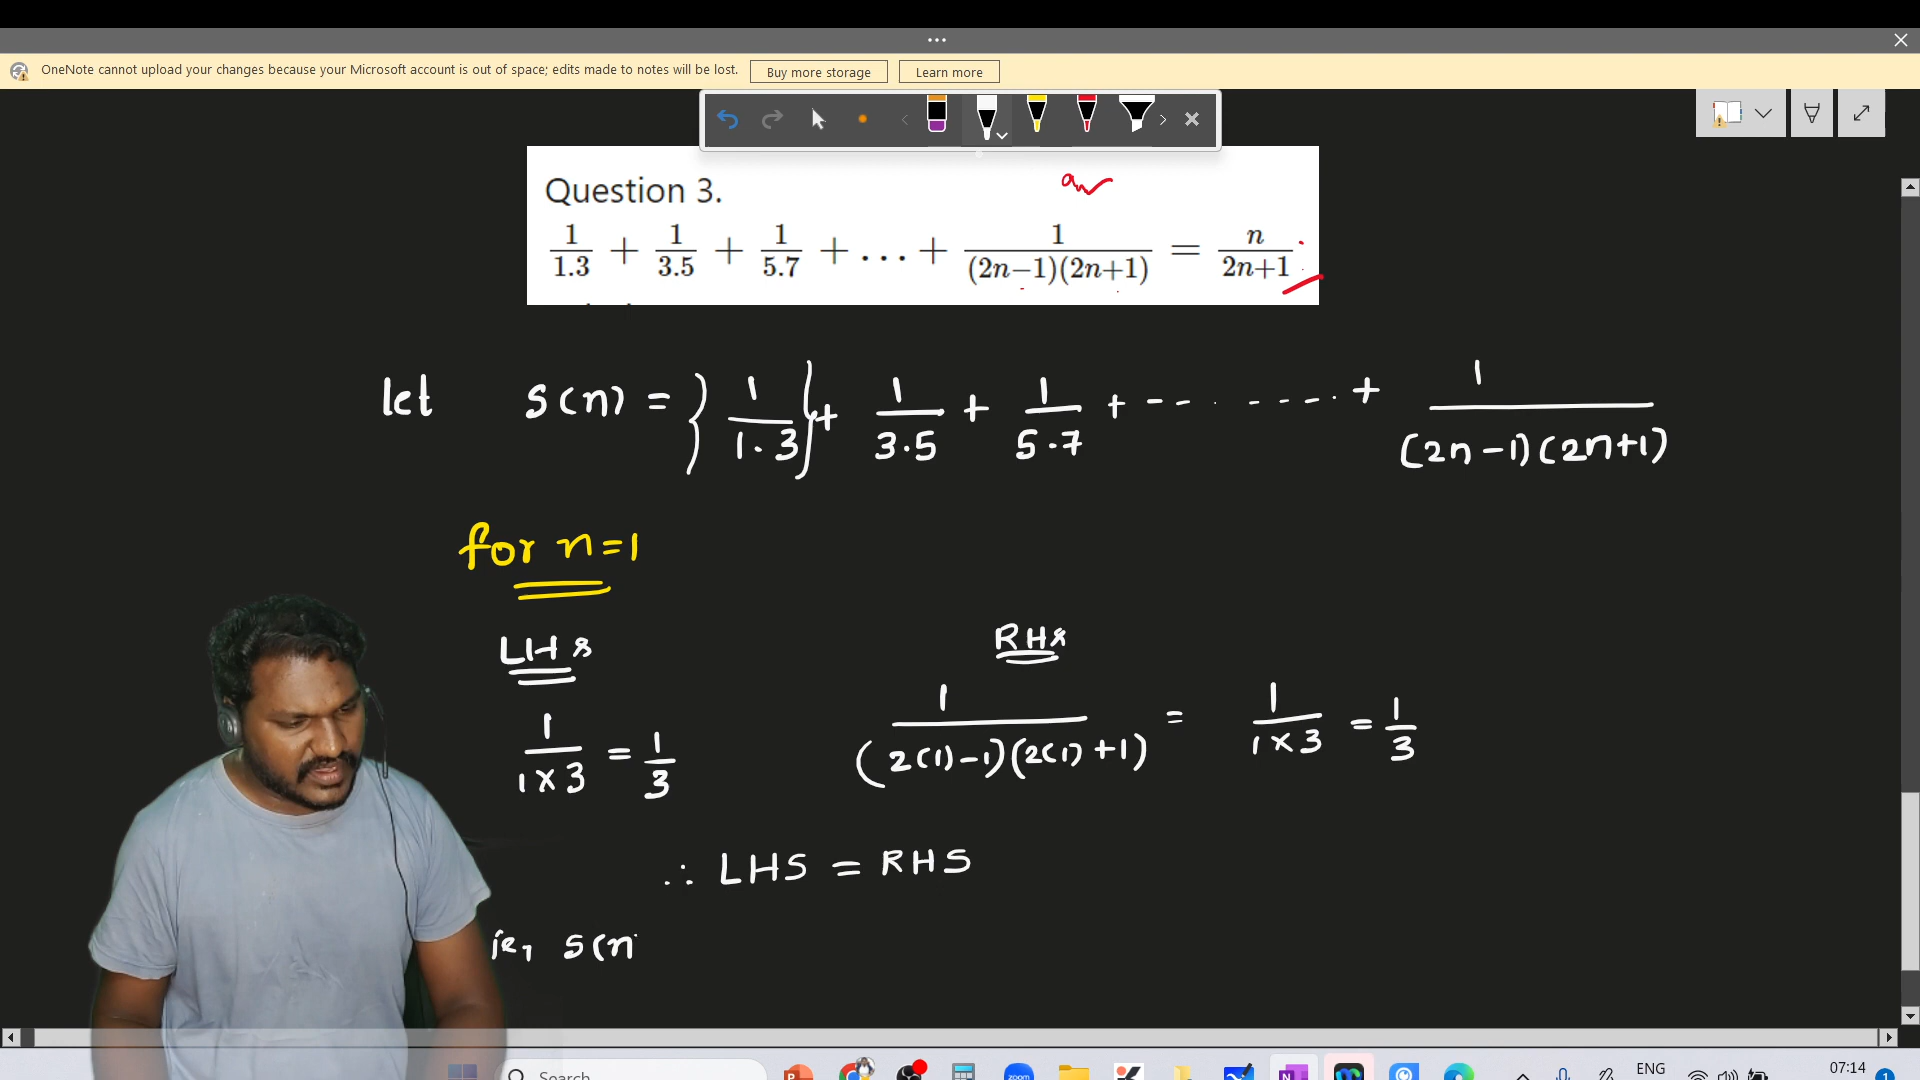 OneNote cannot upload your changes because your Microsoft account is out of space; edits made to notes will be lost. Buy more storage Learn more
Question 3.
1/1.3 + 1/3.5 + 1/5.7 + ... + 1/((2n−1)(2n+1)) = n/(2n+1)
let s(n) = { 1/1.3 } + 1/3.5 + 1/5.7 + -- . ---. + 1/((2n-1)(2n+1))
for n=1
LHS
RHS
1/(1×3) = 1/3
1/((2(1)-1)(2(1)+1)) = 1/(1×3) = 1/3
∴ LHS = RHS
ie, s(n
Search
zoom
ENG
07:14
1